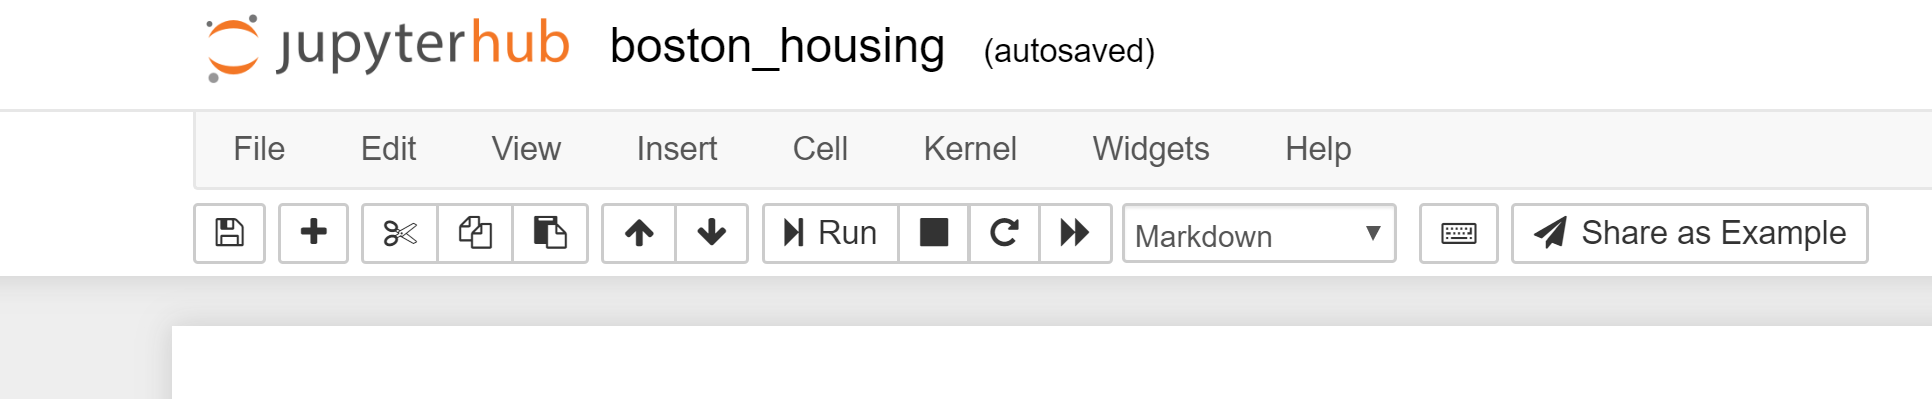 jupyterhub boston_housing (autosaved)
File Edit View Insert Cell Kernel Widgets Help
Run Markdown Share as Example